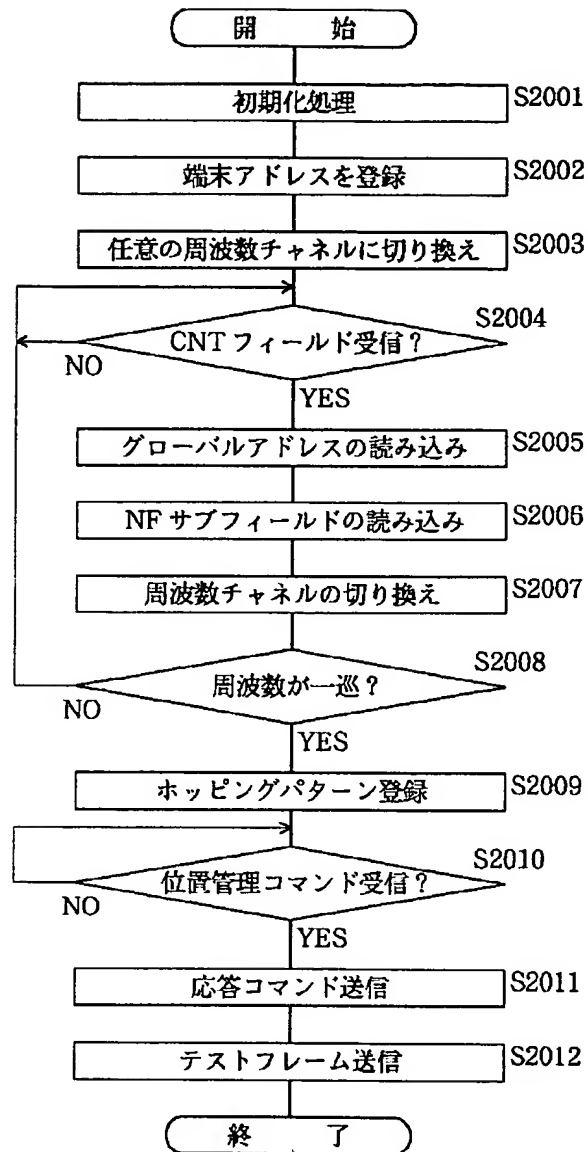 開 始
初期化処理 S2001
端末アドレスを登録 S2002
任意の周波数チャネルに切り換え S2003
CNTフィールド受信? S2004
NO
YES
グローバルアドレスの読み込み S2005
NFサブフィールドの読み込み S2006
周波数チャネルの切り換え S2007
周波数が一巡? S2008
NO
YES
ホッピングパターン登録 S2009
位置管理コマンド受信? S2010
NO
YES
応答コマンド送信 S2011
テストフレーム送信 S2012
終 了